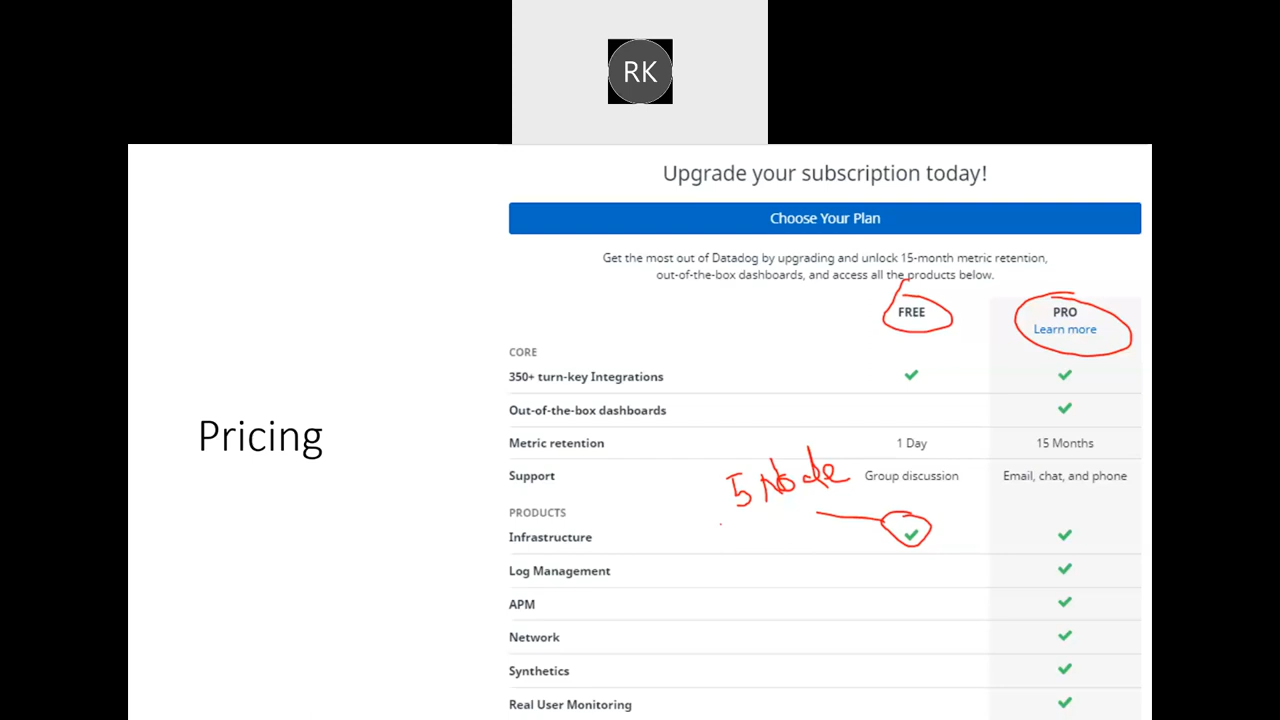 RK
Upgrade your subscription today!
Choose Your Plan
Get the most out of Datadog by upgrading and unlock 15-month metric retention,
out-of-the-box dashboards, and access all the products below.
FREE PRO
Learn more
CORE
350+ turn-key Integrations
Out-of-the-box dashboards
Pricing
Metric retention 1 Day 15 Months
Support Group discussion Email, chat, and phone
5 Node
PRODUCTS
Infrastructure
Log Management
APM
Network
Synthetics
Real User Monitoring